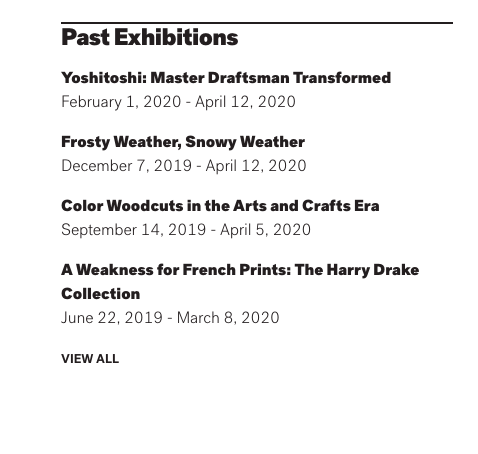 Past Exhibitions
Yoshitoshi: Master Draftsman Transformed
February 1, 2020 - April 12, 2020
Frosty Weather, Snowy Weather
December 7, 2019 - April 12, 2020
Color Woodcuts in the Arts and Crafts Era
September 14, 2019 - April 5, 2020
A Weakness for French Prints: The Harry Drake
Collection
June 22, 2019 - March 8, 2020
VIEW ALL